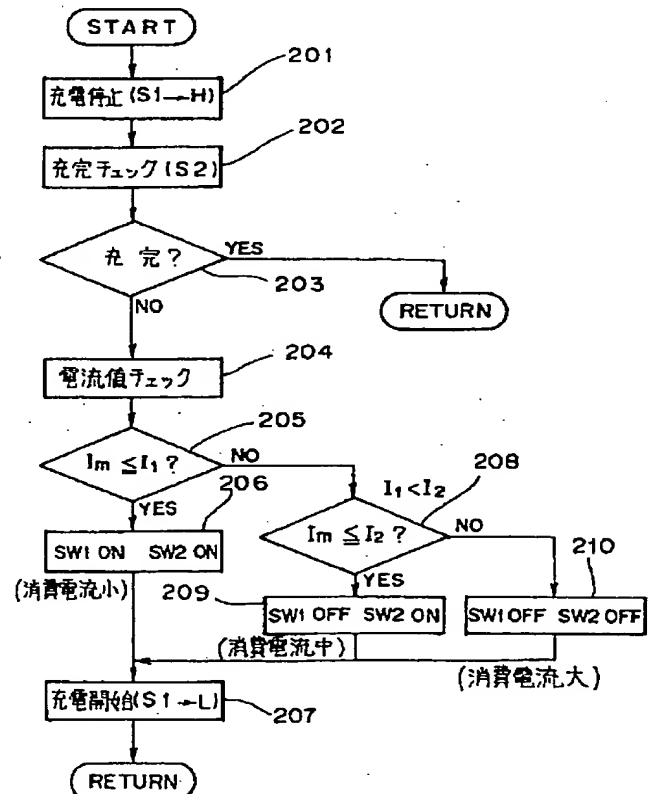 START
201
充電停止(S1→H)
202
充完チェック(S2)
充完?
YES
203
NO
RETURN
204
電流値チェック
205
Im≦I1?
NO
206
YES
208
I1<I2
Im≦I2?
NO
210
SW1 ON SW2 ON
(消費電流小)
209
YES
SW1 OFF SW2 ON
SW1 OFF SW2 OFF
(消費電流中)
(消費電流大)
充電開始(S1→L)
207
RETURN